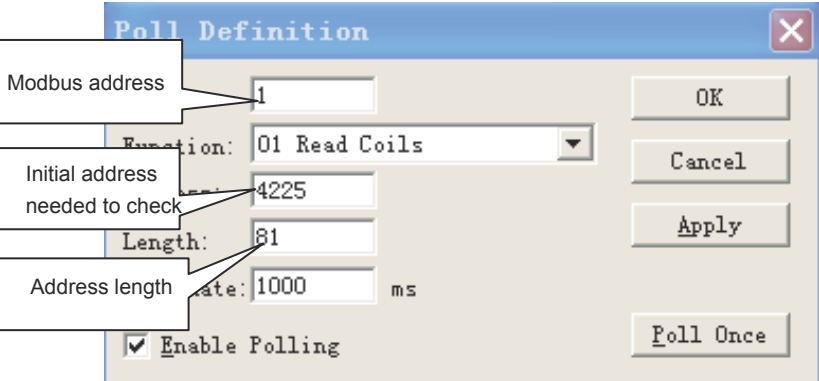 Poll Definition
Modbus address
1
OK
Function: 01 Read Coils
Cancel
Initial address
needed to check
4225
Apply
Length: 81
Address length
1000 ms
Enable Polling
Poll Once